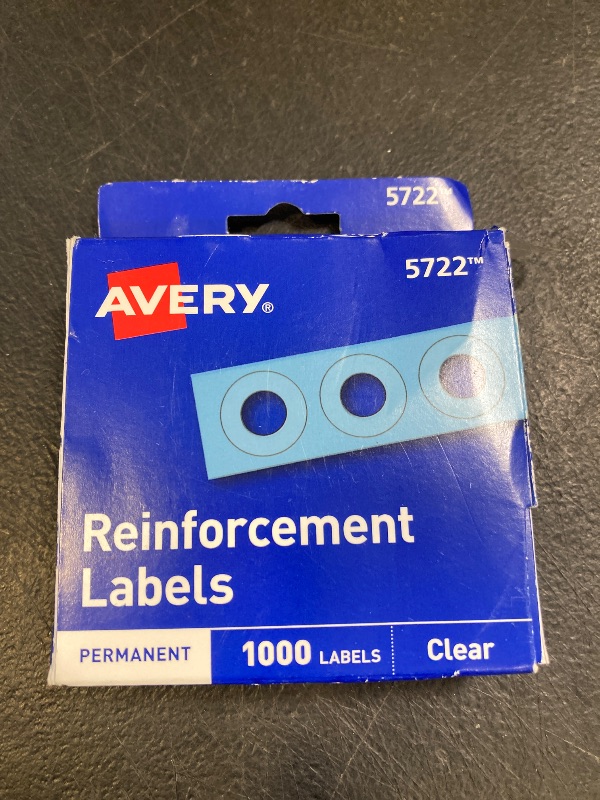 5722™
5722™
AVERY®
Reinforcement
Labels
PERMANENT
1000 LABELS
Clear